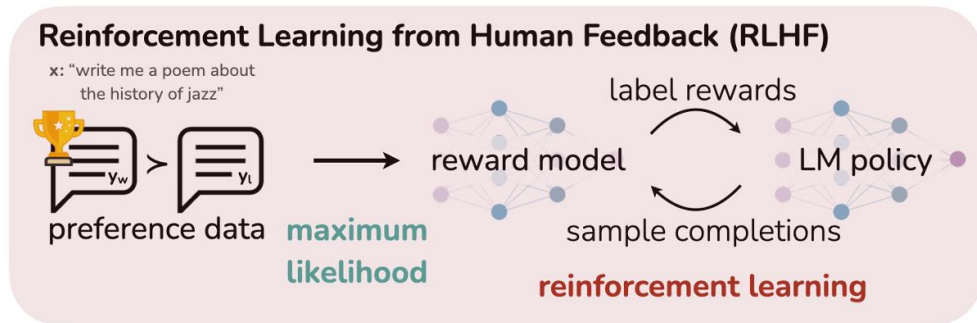 Reinforcement Learning from Human Feedback (RLHF)
x: “write me a poem about
the history of jazz”
label rewards
yw
≻
yl
reward model
LM policy
preference data
maximum
likelihood
sample completions
reinforcement learning